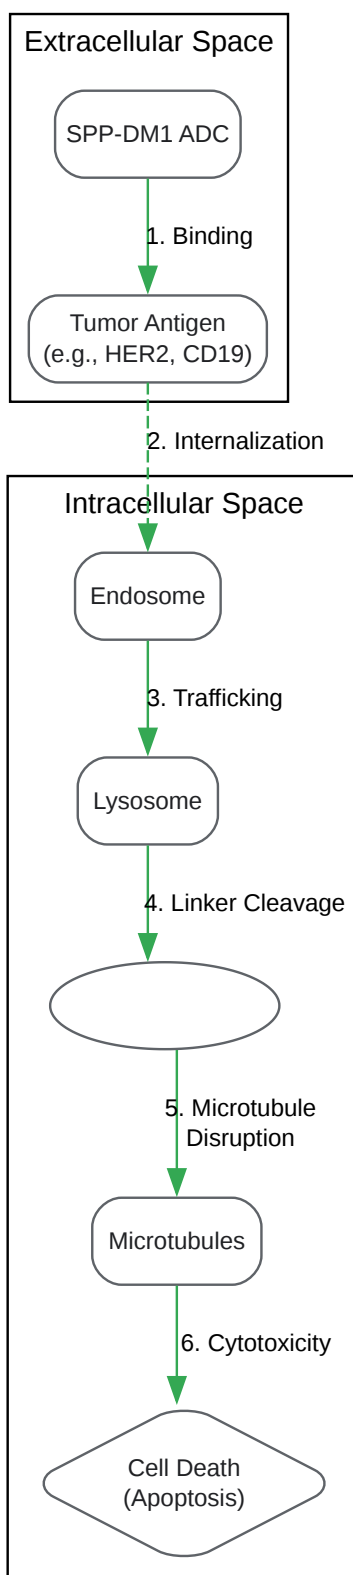 Extracellular Space
SPP-DM1 ADC
1. Binding
Tumor Antigen
(e.g., HER2, CD19)
2. Internalization
Intracellular Space
Endosome
3. Trafficking
Lysosome
4. Linker Cleavage
5. Microtubule
Disruption
Microtubules
6. Cytotoxicity
Cell Death
(Apoptosis)